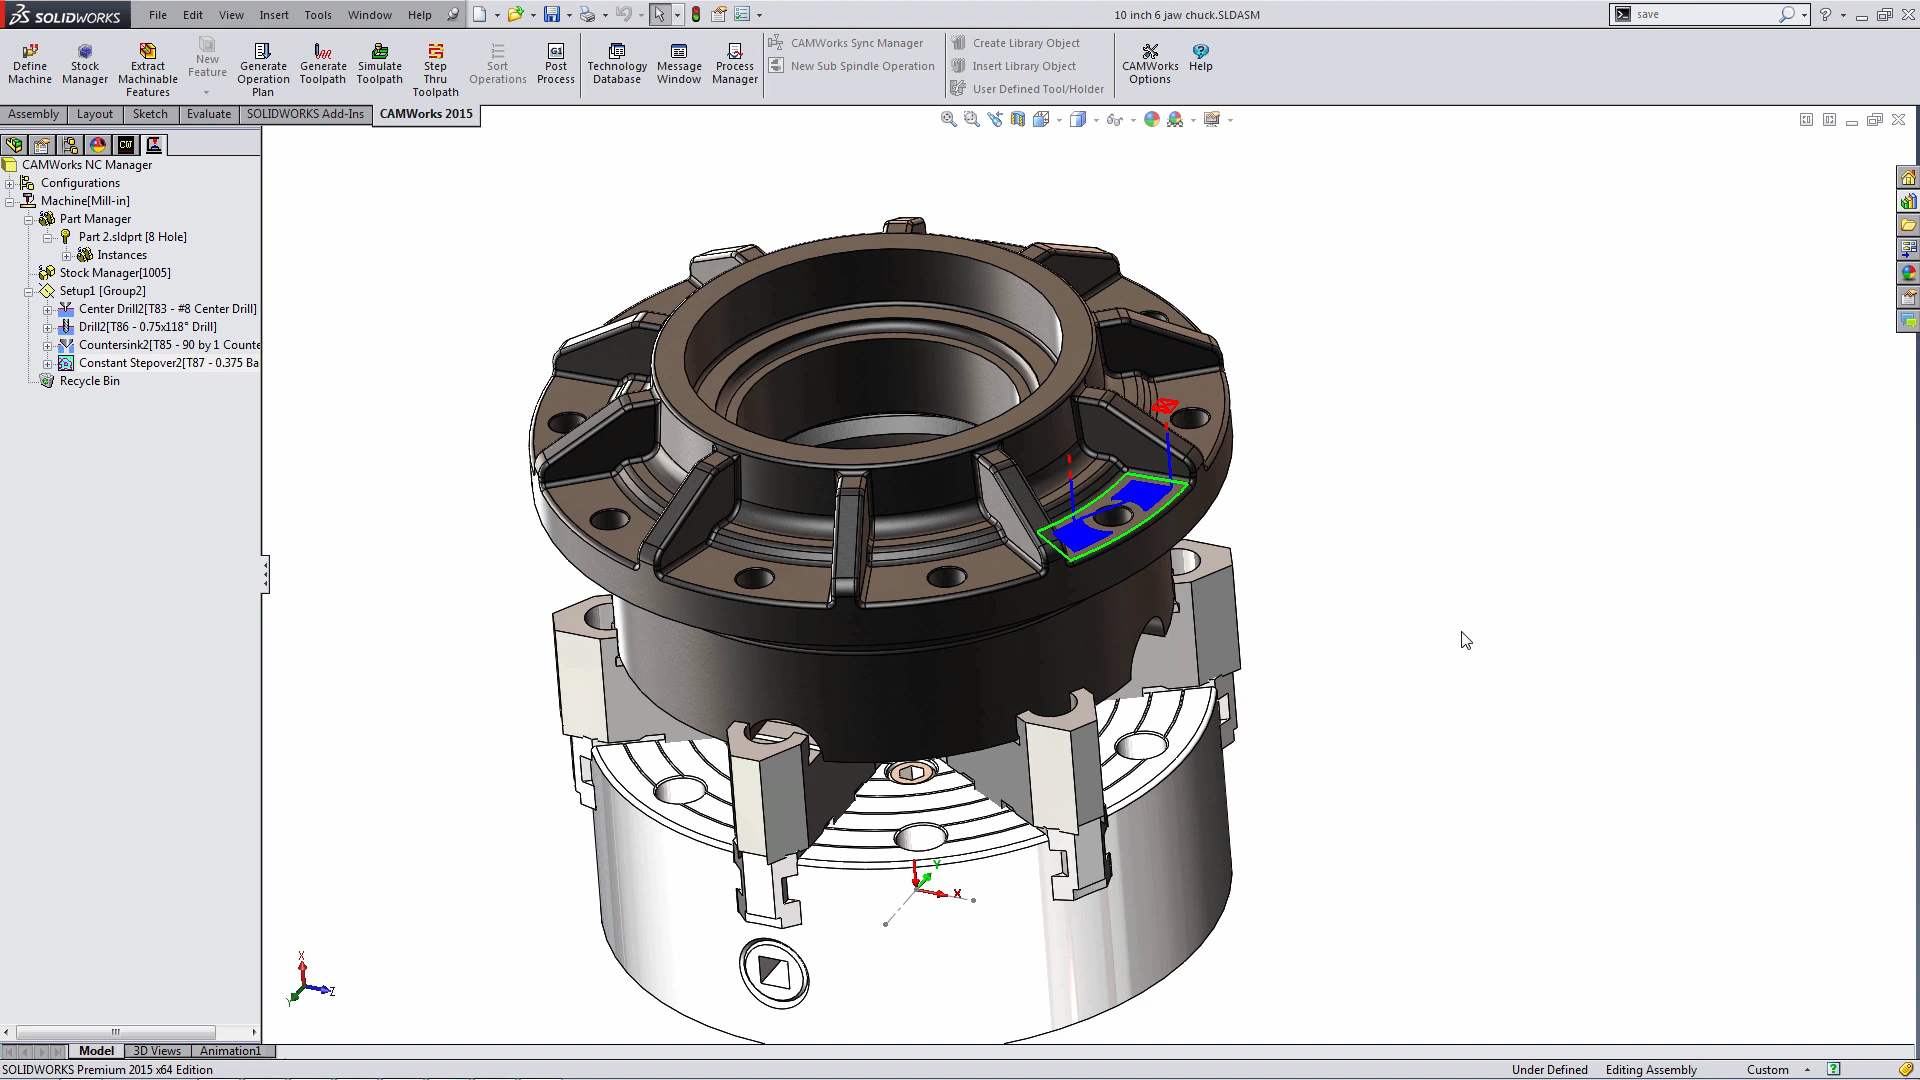 SOLIDWORKS File Edit View Insert Tools Window Help 10 inch 6 jaw chuck.SLDASM save
Define Machine
Stock Manager
Extract Machinable Features
New Feature
Generate Operation Plan
Generate Toolpath
Simulate Toolpath
Step Thru Toolpath
Sort Operations
G1
Post Process
Technology Database
Message Window
Process Manager
CAMWorks Sync Manager
New Sub Spindle Operation
Create Library Object
Insert Library Object
User Defined Tool/Holder
CAMWorks Options
Help
Assembly Layout Sketch Evaluate SOLIDWORKS Add-Ins CAMWorks 2015
CW
CAMWorks NC Manager
Configurations
Machine[Mill-in]
Part Manager
Part 2.sldprt [8 Hole]
Instances
Stock Manager[1005]
Setup1 [Group2]
Center Drill2[T83 - #8 Center Drill]
Drill2[T86 - 0.75x118° Drill]
Countersink2[T85 - 90 by 1 Counte
Constant Stepover2[T87 - 0.375 Ba
Recycle Bin
Y
X
X
Y
Z
Model 3D Views Animation1
SOLIDWORKS Premium 2015 x64 Edition Under Defined Editing Assembly Custom